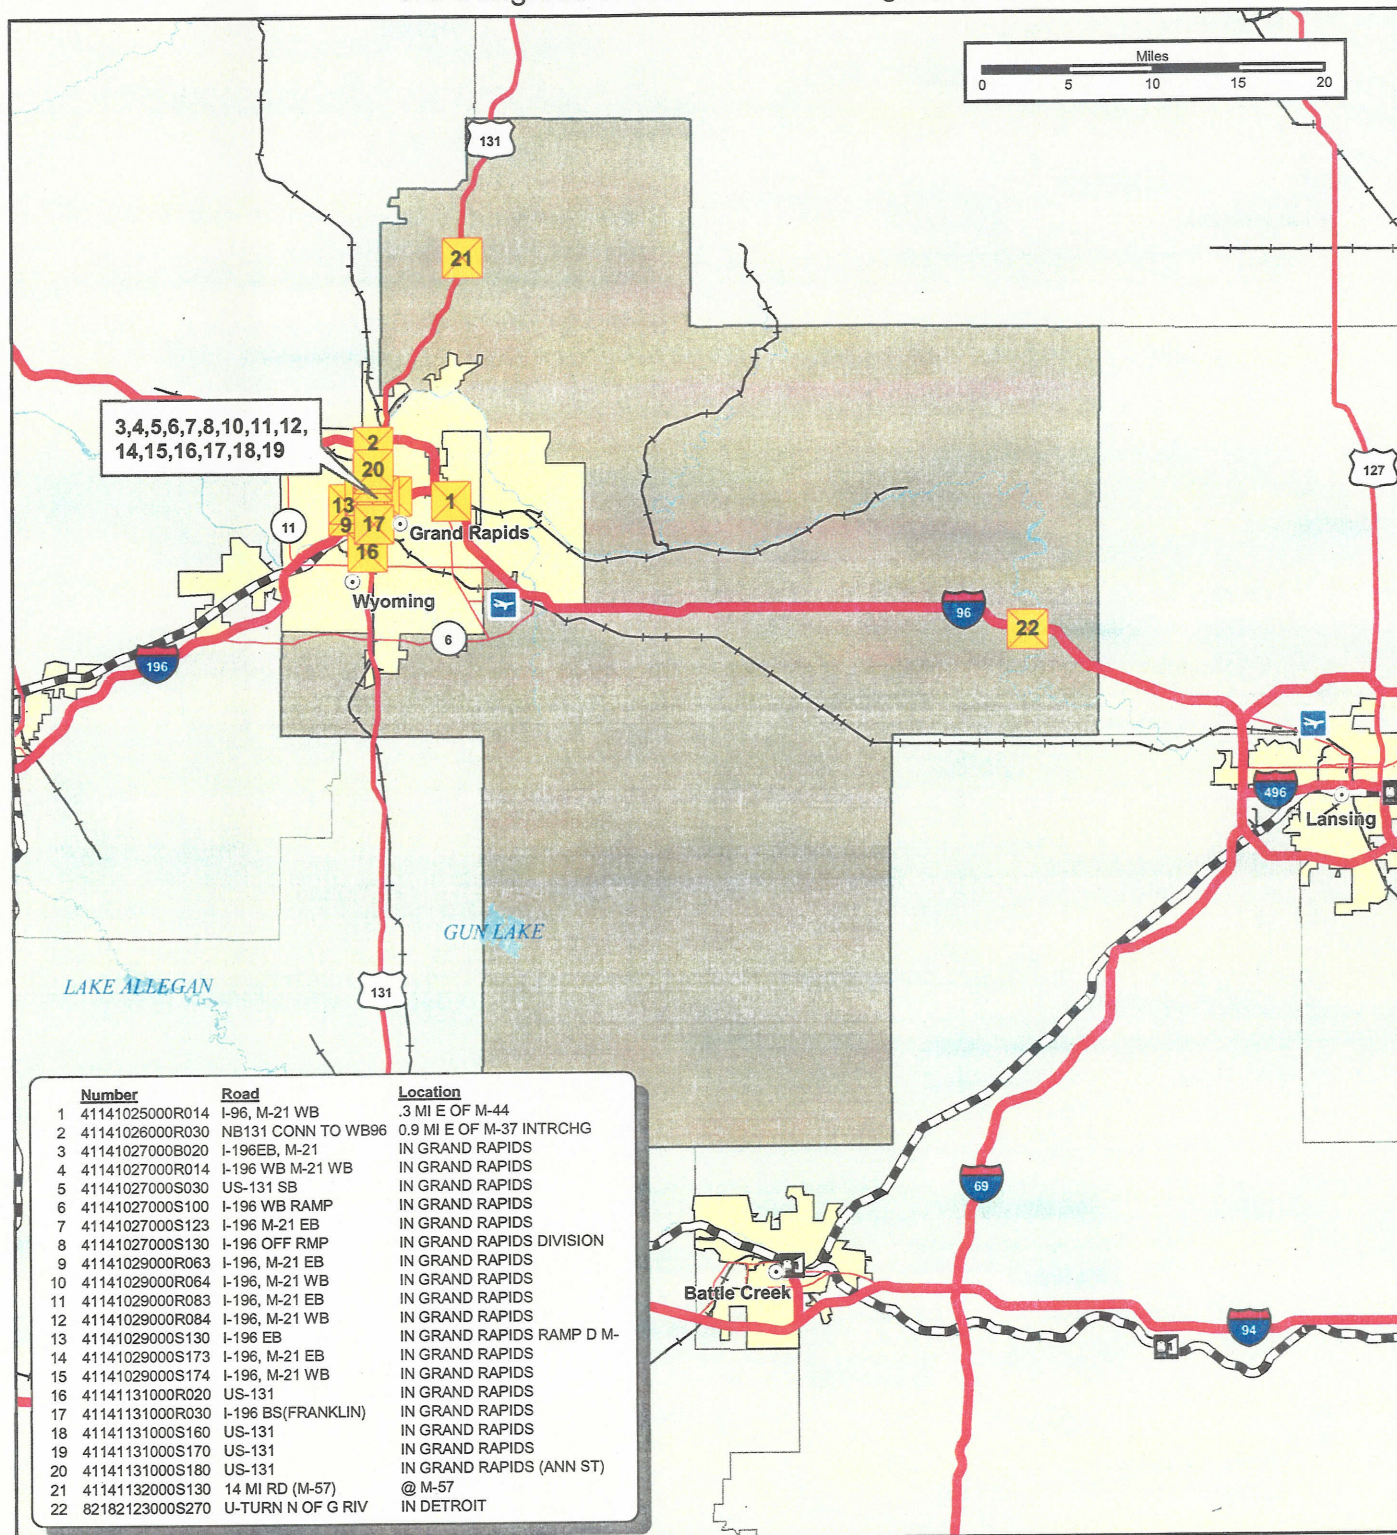 Miles
0 5 10 15 20
131
21
3,4,5,6,7,8,10,11,12,
14,15,16,17,18,19
2
20
13
1
127
11
9
17
Grand Rapids
16
Wyoming
96
22
6
196
496
Lansing
GUN LAKE
LAKE ALLEGAN
131
Number Road Location
1 41141025000R014 I-96, M-21 WB .3 MI E OF M-44
2 41141026000R030 NB131 CONN TO WB96 0.9 MI E OF M-37 INTRCHG
3 41141027000B020 I-196EB, M-21 IN GRAND RAPIDS
4 41141027000R014 I-196 WB M-21 WB IN GRAND RAPIDS
5 41141027000S030 US-131 SB IN GRAND RAPIDS
6 41141027000S100 I-196 WB RAMP IN GRAND RAPIDS
7 41141027000S123 I-196 M-21 EB IN GRAND RAPIDS
8 41141027000S130 I-196 OFF RMP IN GRAND RAPIDS DIVISION
9 41141029000R063 I-196, M-21 EB IN GRAND RAPIDS
10 41141029000R064 I-196, M-21 WB IN GRAND RAPIDS
11 41141029000R083 I-196, M-21 EB IN GRAND RAPIDS
12 41141029000R084 I-196, M-21 WB IN GRAND RAPIDS
13 41141029000S130 I-196 EB IN GRAND RAPIDS RAMP D M-
14 41141029000S173 I-196, M-21 EB IN GRAND RAPIDS
15 41141029000S174 I-196, M-21 WB IN GRAND RAPIDS
16 41141131000R020 US-131 IN GRAND RAPIDS
17 41141131000R030 I-196 BS(FRANKLIN) IN GRAND RAPIDS
18 41141131000S160 US-131 IN GRAND RAPIDS
19 41141131000S170 US-131 IN GRAND RAPIDS
20 41141131000S180 US-131 IN GRAND RAPIDS (ANN ST)
21 41141132000S130 14 MI RD (M-57) @ M-57
22 82182123000S270 U-TURN N OF G RIV IN DETROIT
69
Battle Creek
94